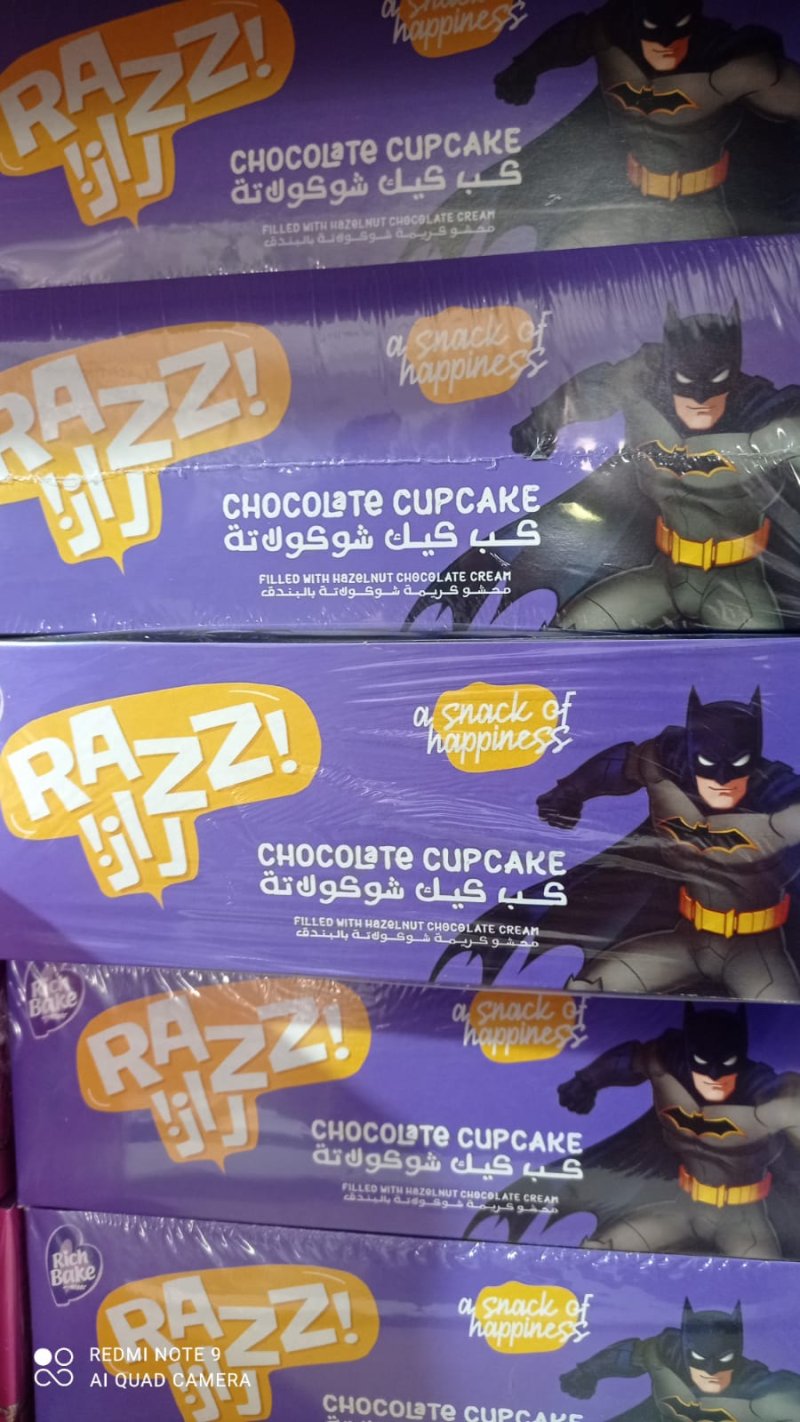 a snack of
happiness
RAZZ!
راز!
CHOCOLATE CUPCAKE
كب كيك شوكولاتة
FILLED WITH HAZELNUT CHOCOLATE CREAM
محشو كريمة شوكولاتة بالبندق
a snack of
happiness
RAZZ!
راز!
CHOCOLATE CUPCAKE
كب كيك شوكولاتة
FILLED WITH HAZELNUT CHOCOLATE CREAM
محشو كريمة شوكولاتة بالبندق
a snack of
happiness
RAZZ!
راز!
CHOCOLATE CUPCAKE
كب كيك شوكولاتة
FILLED WITH HAZELNUT CHOCOLATE CREAM
محشو كريمة شوكولاتة بالبندق
Rich
Bake
a snack of
happiness
RAZZ!
راز!
CHOCOLATE CUPCAKE
كب كيك شوكولاتة
FILLED WITH HAZELNUT CHOCOLATE CREAM
محشو كريمة شوكولاتة بالبندق
Rich
Bake
a snack of
happiness
RAZZ!
راز!
CHOCOLATE CUPCAKE
REDMI NOTE 9
AI QUAD CAMERA